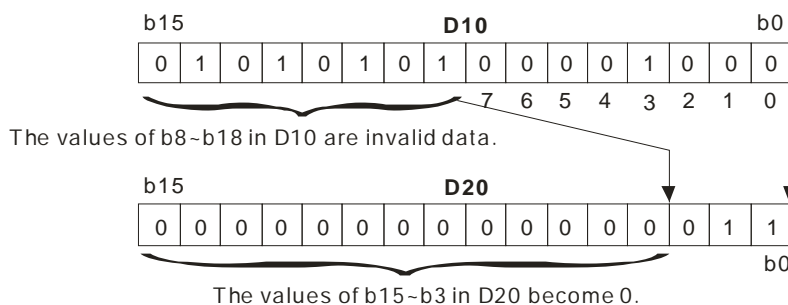 b15 D10 b0
0 1 0 1 0 1 0 1 0 0 0 0 1 0 0 0
7 6 5 4 3 2 1 0
The values of b8~b18 in D10 are invalid data.
b15 D20
0 0 0 0 0 0 0 0 0 0 0 0 0 0 1 1
b0
The values of b15~b3 in D20 become 0.